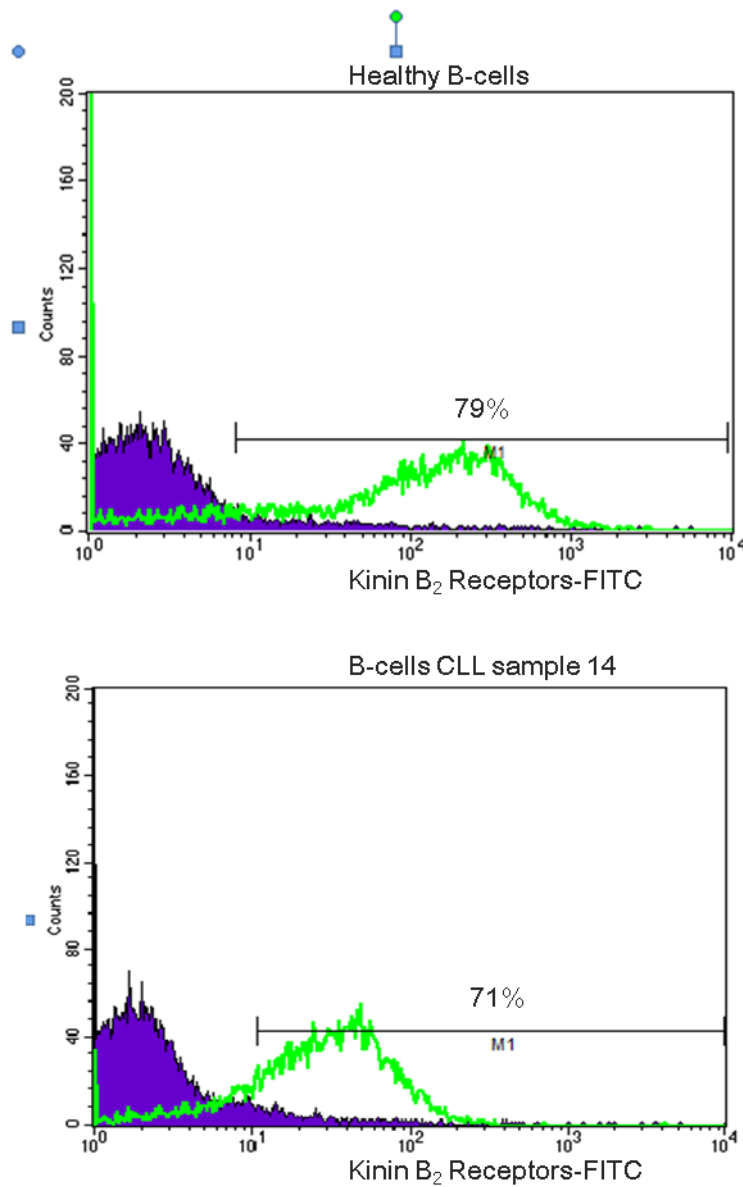 Healthy B-cells
200
160
120
80
40
0
Counts
79%
M1
10⁰ 10¹ 10² 10³ 10⁴
Kinin B₂ Receptors-FITC
B-cells CLL sample 14
200
160
120
80
40
0
Counts
71%
M1
10⁰ 10¹ 10² 10³ 10⁴
Kinin B₂ Receptors-FITC